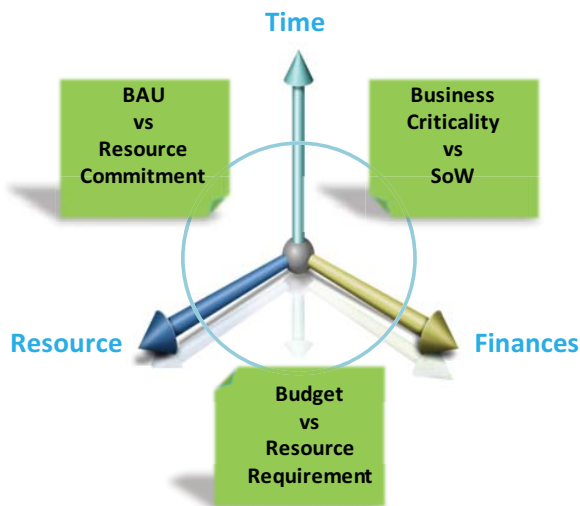 Time
BAU
vs
Resource
Commitment
Business
Criticality
vs
SoW
Resource
Finances
Budget
vs
Resource
Requirement